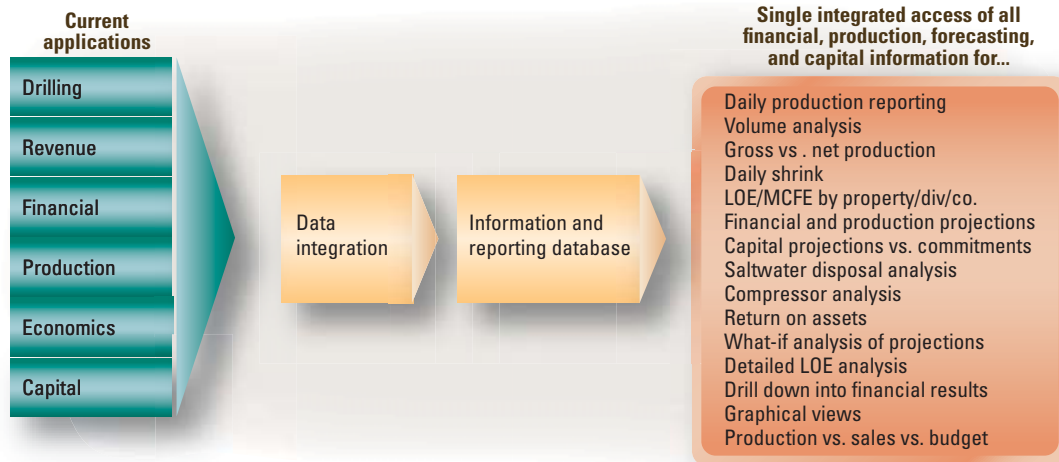 Current
applications
Drilling
Revenue
Financial
Production
Economics
Capital
Data
integration
Information and
reporting database
Single integrated access of all
financial, production, forecasting,
and capital information for...
Daily production reporting
Volume analysis
Gross vs . net production
Daily shrink
LOE/MCFE by property/div/co.
Financial and production projections
Capital projections vs. commitments
Saltwater disposal analysis
Compressor analysis
Return on assets
What-if analysis of projections
Detailed LOE analysis
Drill down into financial results
Graphical views
Production vs. sales vs. budget